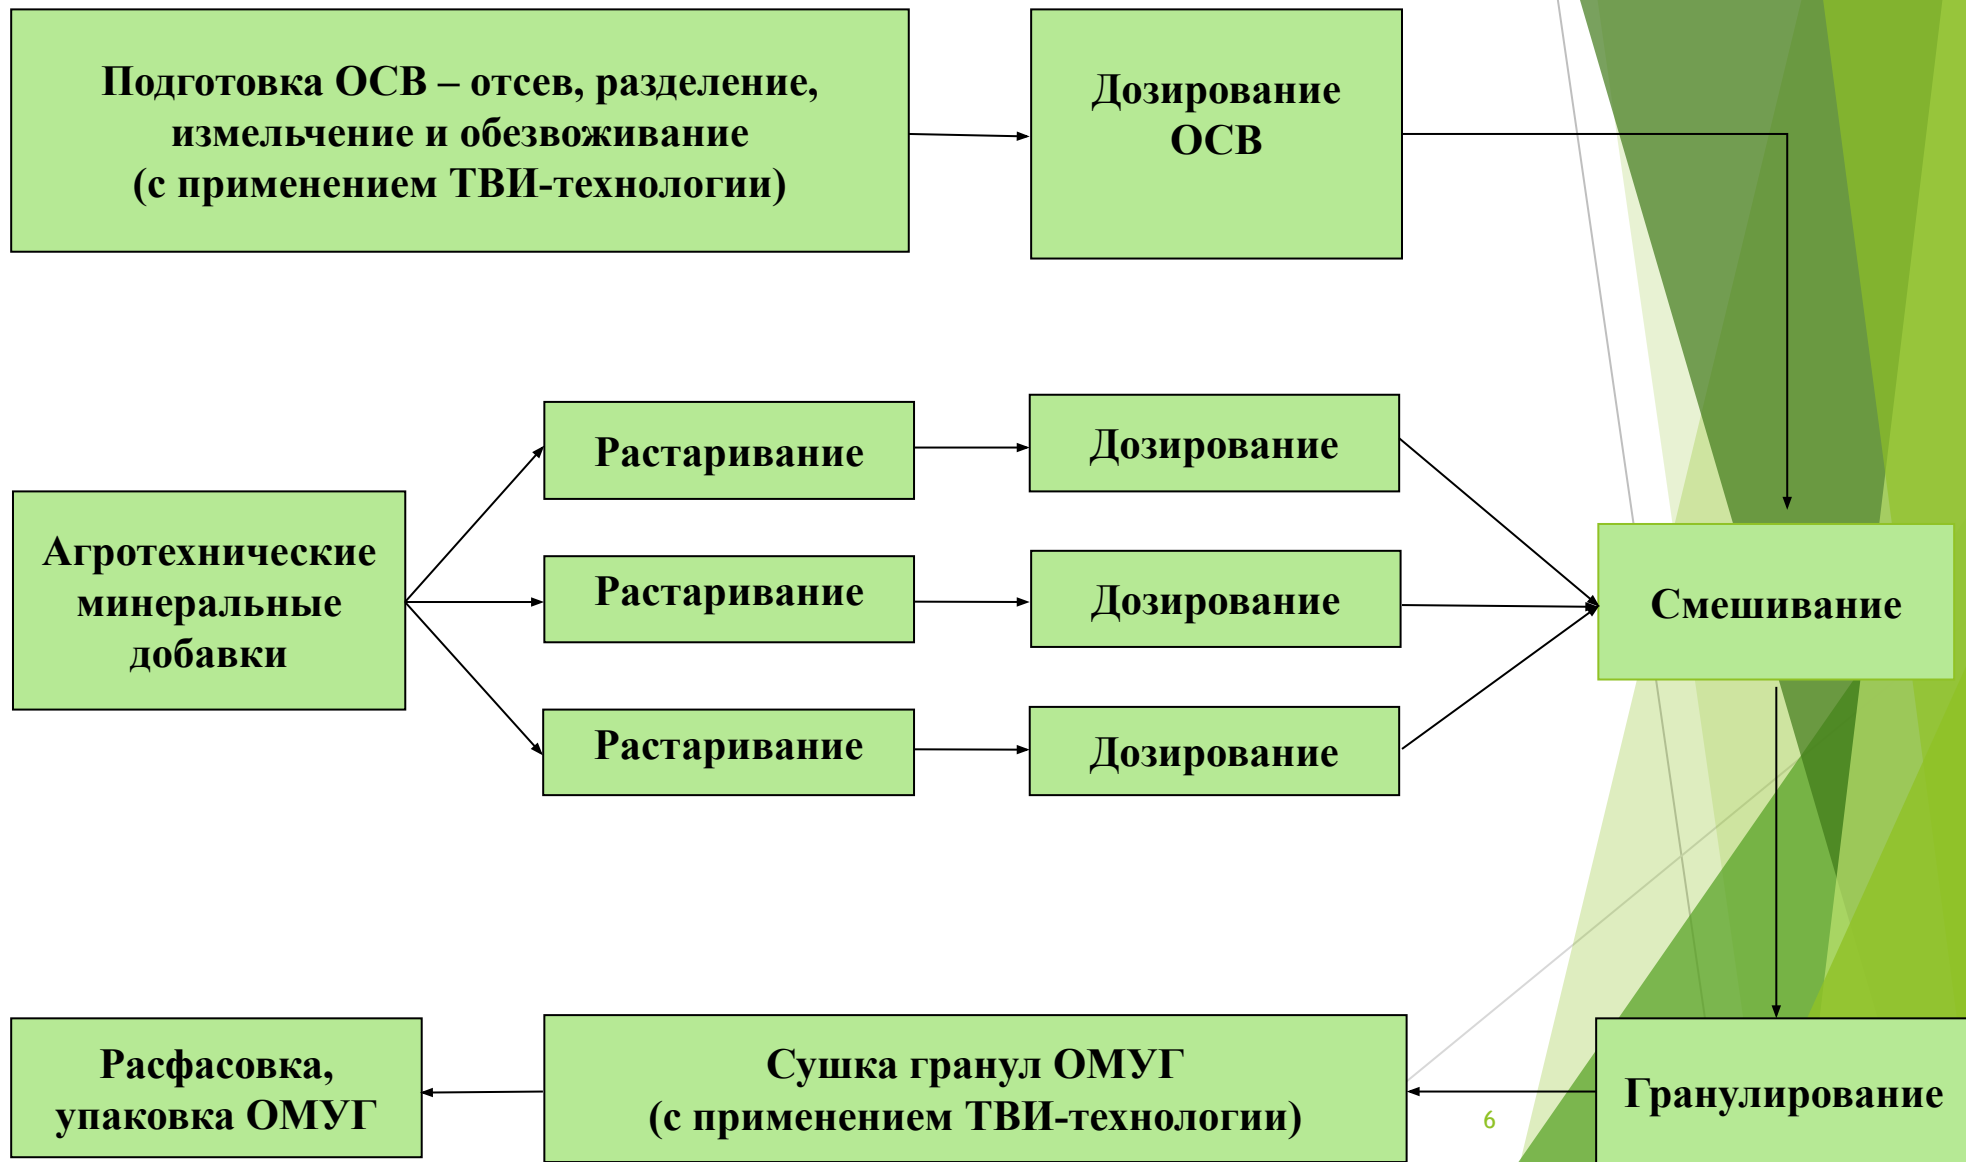 Подготовка ОСВ – отсев, разделение,
измельчение и обезвоживание
(с применением ТВИ-технологии)
Дозирование
ОСВ
Агротехнические
минеральные
добавки
Растаривание
Дозирование
Растаривание
Дозирование
Растаривание
Дозирование
Смешивание
Расфасовка,
упаковка ОМУГ
Сушка гранул ОМУГ
(с применением ТВИ-технологии)
Гранулирование
6